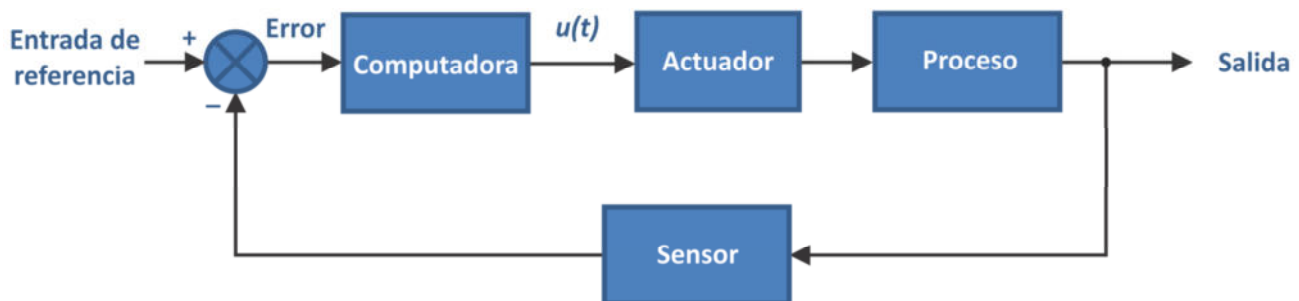 Entrada de
referencia
+
−
Error
Computadora
u(t)
Actuador
Proceso
Salida
Sensor